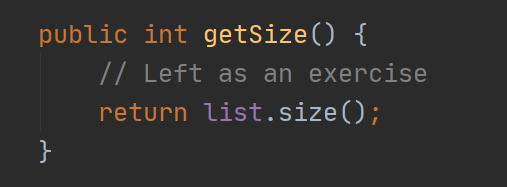 public int getSize() {
    // Left as an exercise
    return list.size();
}